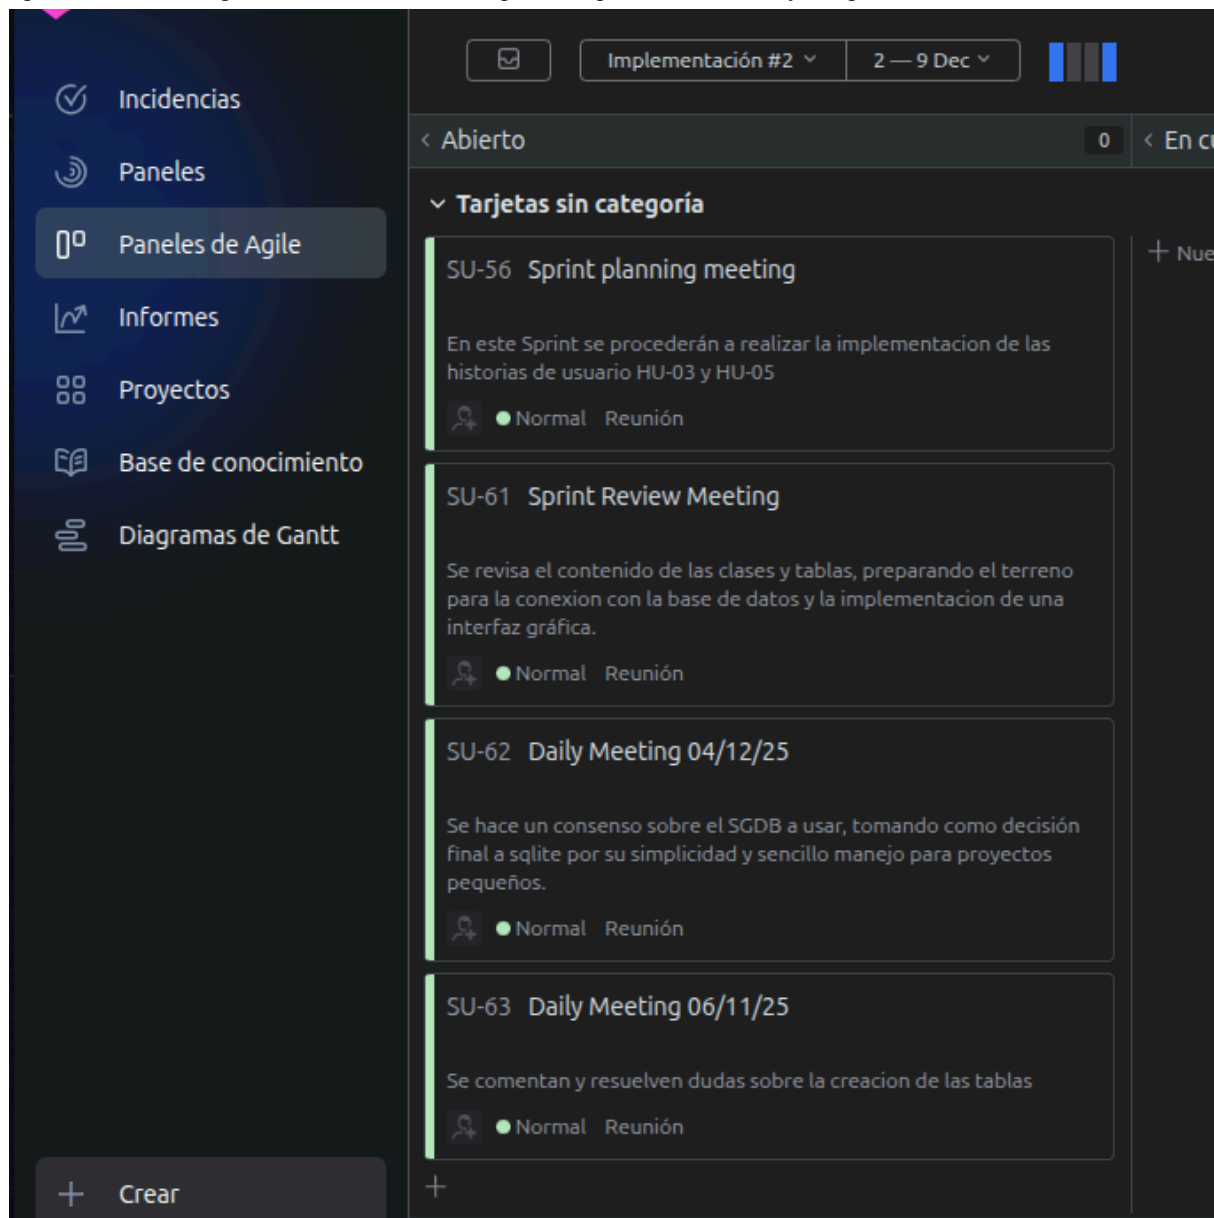 Implementación #2
2 — 9 Dec
Incidencias
Paneles
Paneles de Agile
Informes
Proyectos
Base de conocimiento
Diagramas de Gantt
Crear
Abierto
0
Tarjetas sin categoría
SU-56 Sprint planning meeting
En este Sprint se procederán a realizar la implementacion de las
historias de usuario HU-03 y HU-05
Normal Reunión
SU-61 Sprint Review Meeting
Se revisa el contenido de las clases y tablas, preparando el terreno
para la conexion con la base de datos y la implementacion de una
interfaz gráfica.
Normal Reunión
SU-62 Daily Meeting 04/12/25
Se hace un consenso sobre el SGDB a usar, tomando como decisión
final a sqlite por su simplicidad y sencillo manejo para proyectos
pequeños.
Normal Reunión
SU-63 Daily Meeting 06/11/25
Se comentan y resuelven dudas sobre la creacion de las tablas
Normal Reunión
En